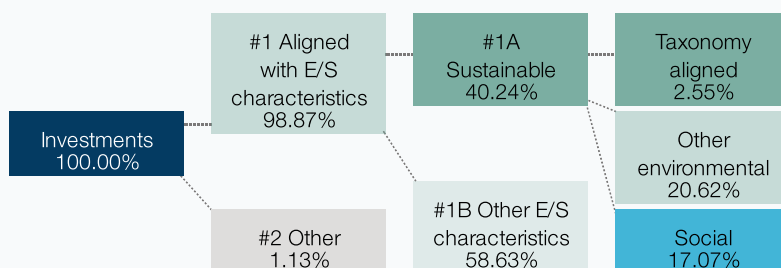 Investments
100.00%
#1 Aligned
with E/S
characteristics
98.87%
#2 Other
1.13%
#1A
Sustainable
40.24%
#1B Other E/S
characteristics
58.63%
Taxonomy
aligned
2.55%
Other
environmental
20.62%
Social
17.07%